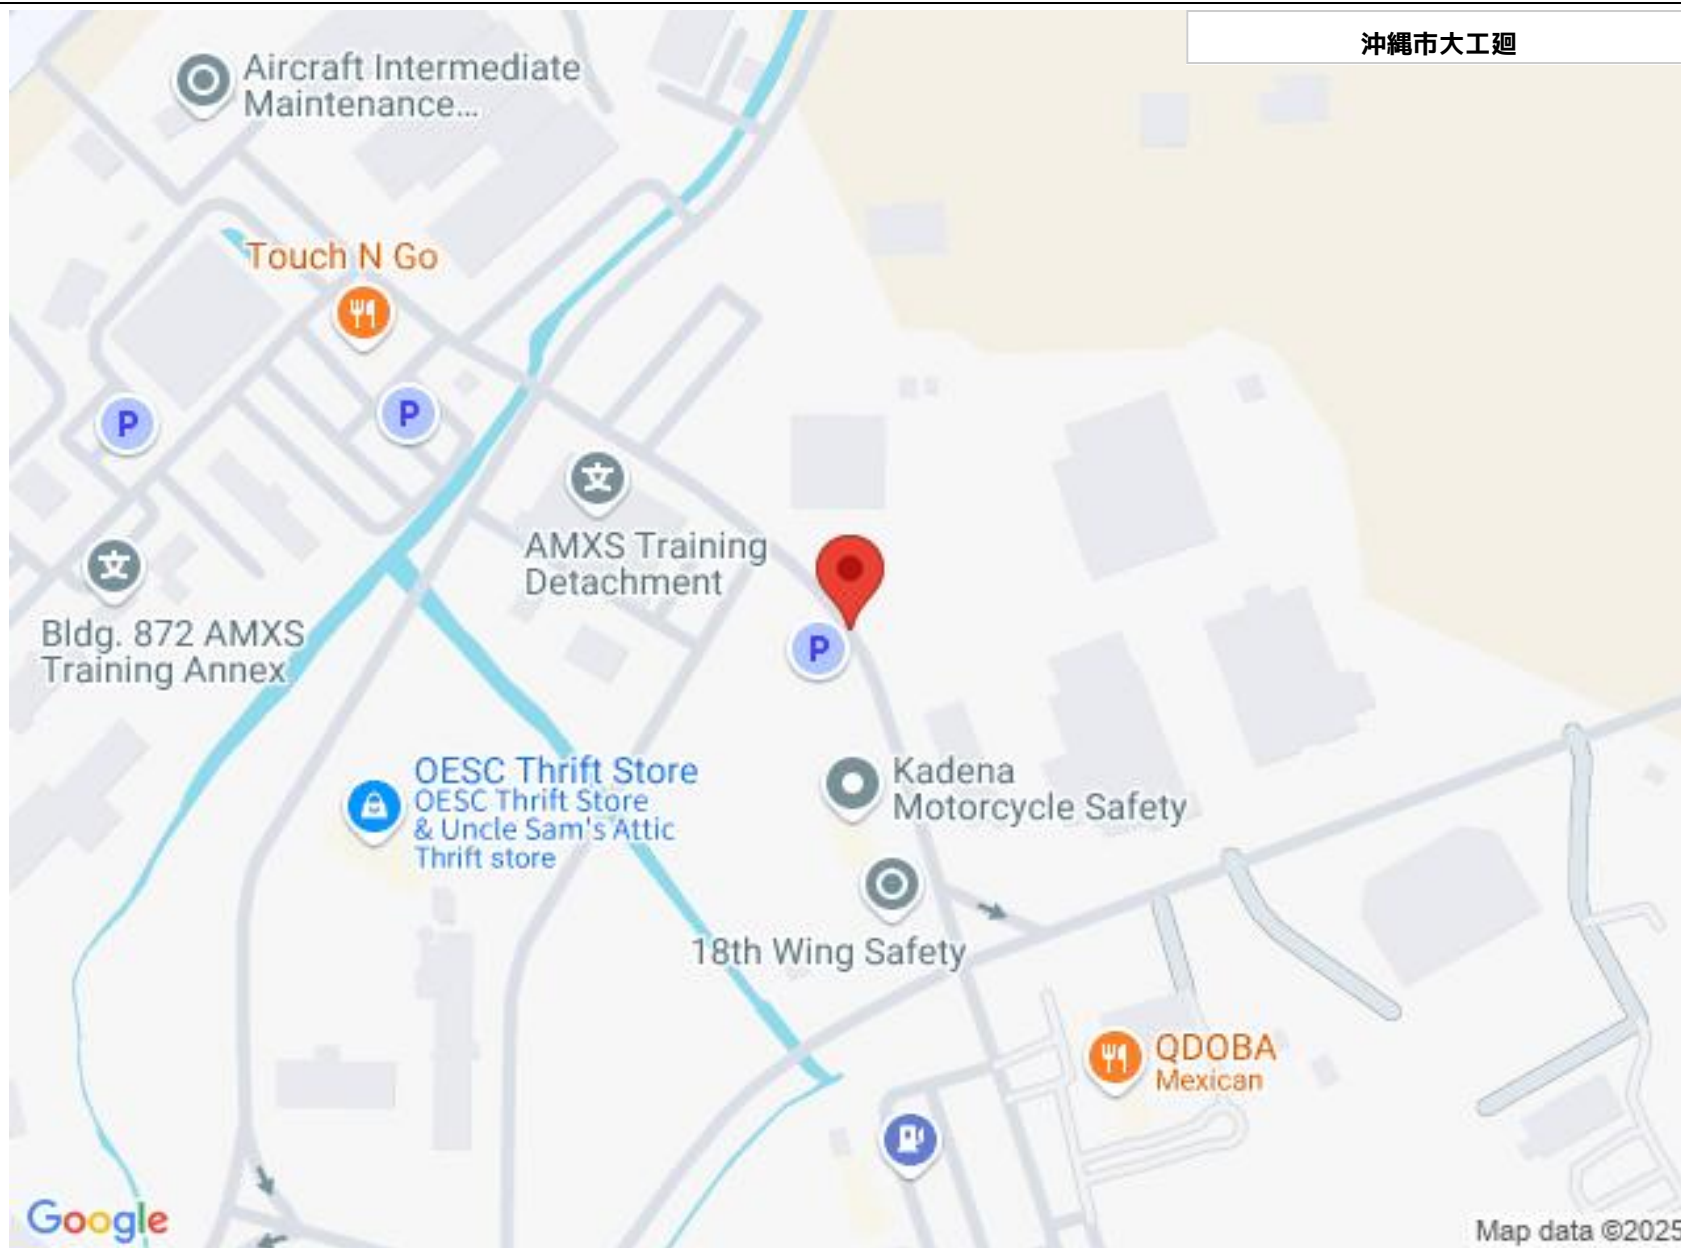 沖縄市大工廻
Aircraft Intermediate
Maintenance...
Touch N Go
P
P
AMXS Training
Detachment
Bldg. 872 AMXS
Training Annex
P
OESC Thrift Store
OESC Thrift Store
& Uncle Sam's Attic
Thrift store
Kadena
Motorcycle Safety
18th Wing Safety
QDOBA
Mexican
Google
Map data ©2025